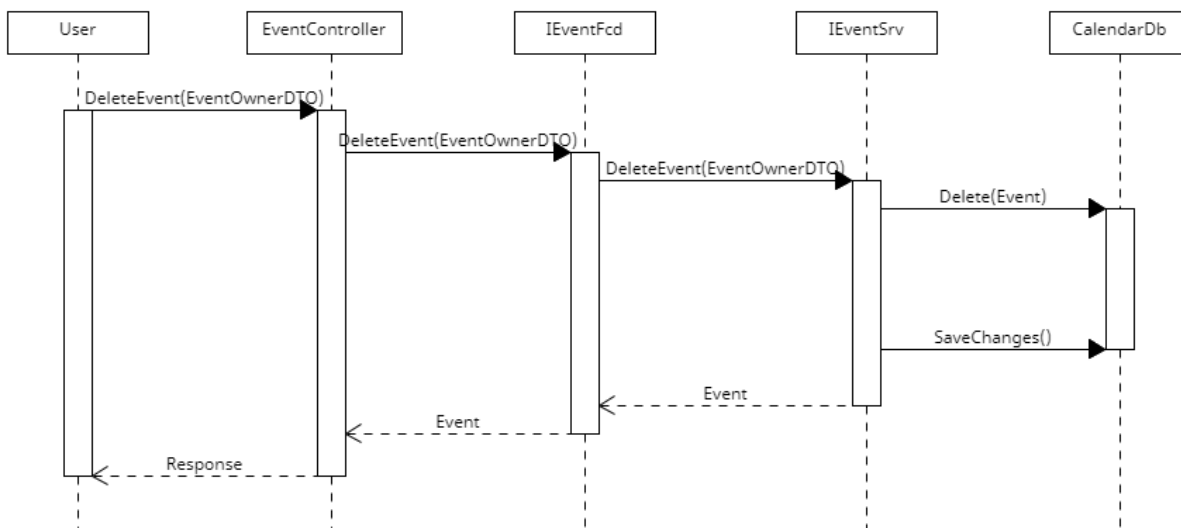 User
EventController
IEventFcd
IEventSrv
CalendarDb
DeleteEvent(EventOwnerDTO)
DeleteEvent(EventOwnerDTO)
DeleteEvent(EventOwnerDTO)
Delete(Event)
SaveChanges()
Event
Event
Response